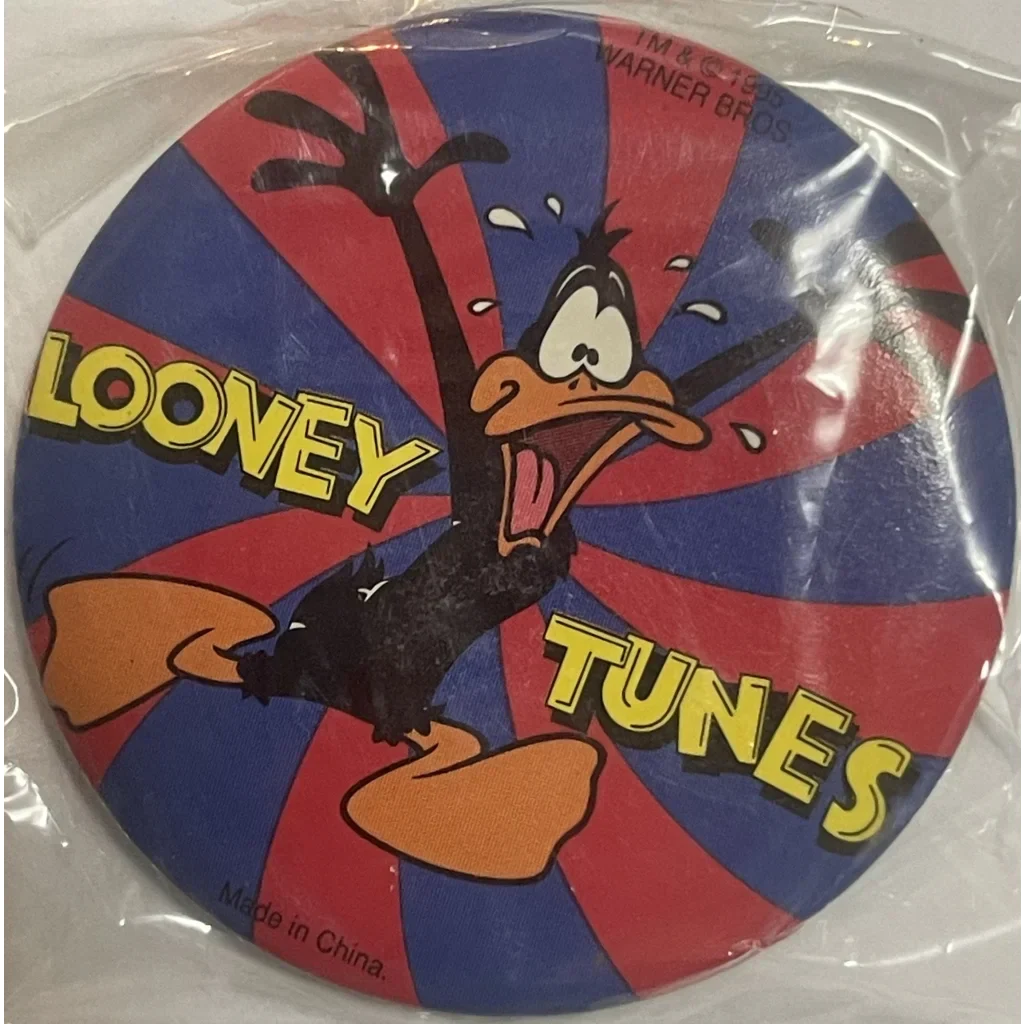 TM & ©
WARNER BROS.
LOONEY
TUNES
Made in China.